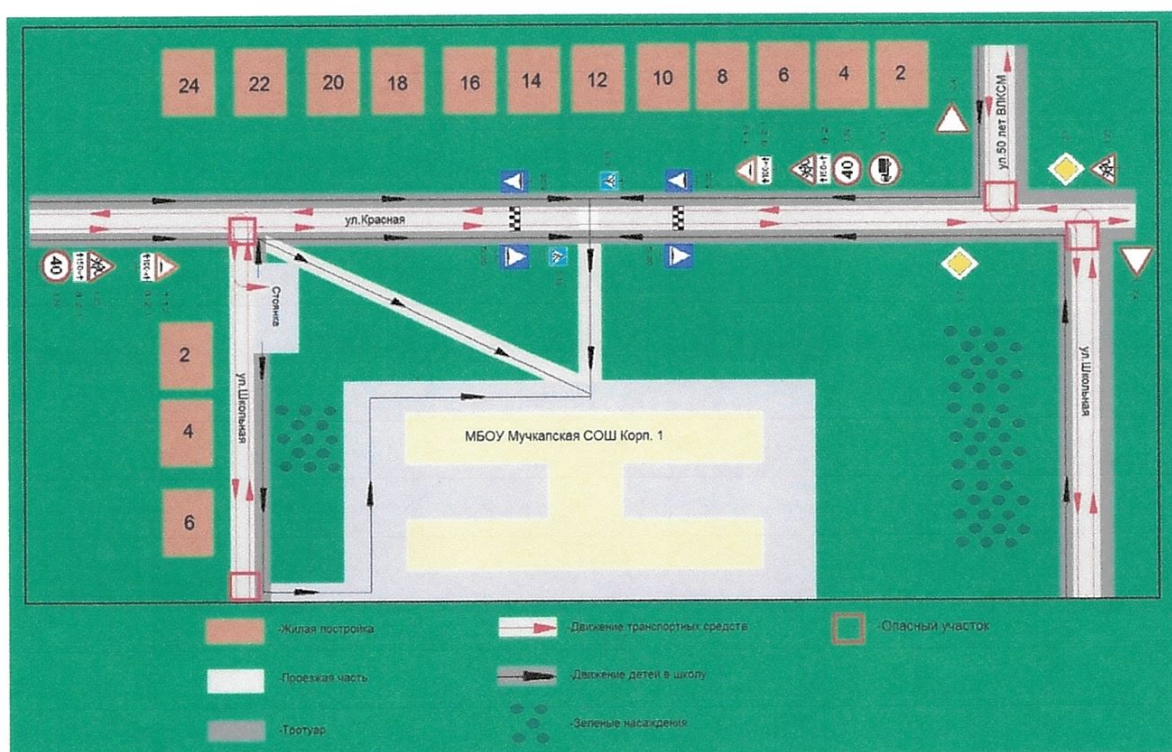 24 22 20 18 16 14 12 10 8 6 4 2
ул.50 лет ВЛКСМ
40
ул.Красная
40
Стоянка
2
4
6
ул.Школьная
ул.Школьная
МБОУ Мучкапская СОШ Корп. 1
-Жилая постройка
-Движение транспортных средств
-Опасный участок
-Проезжая часть
-Движение детей в школу
-Тротуар
-Зеленые насаждения